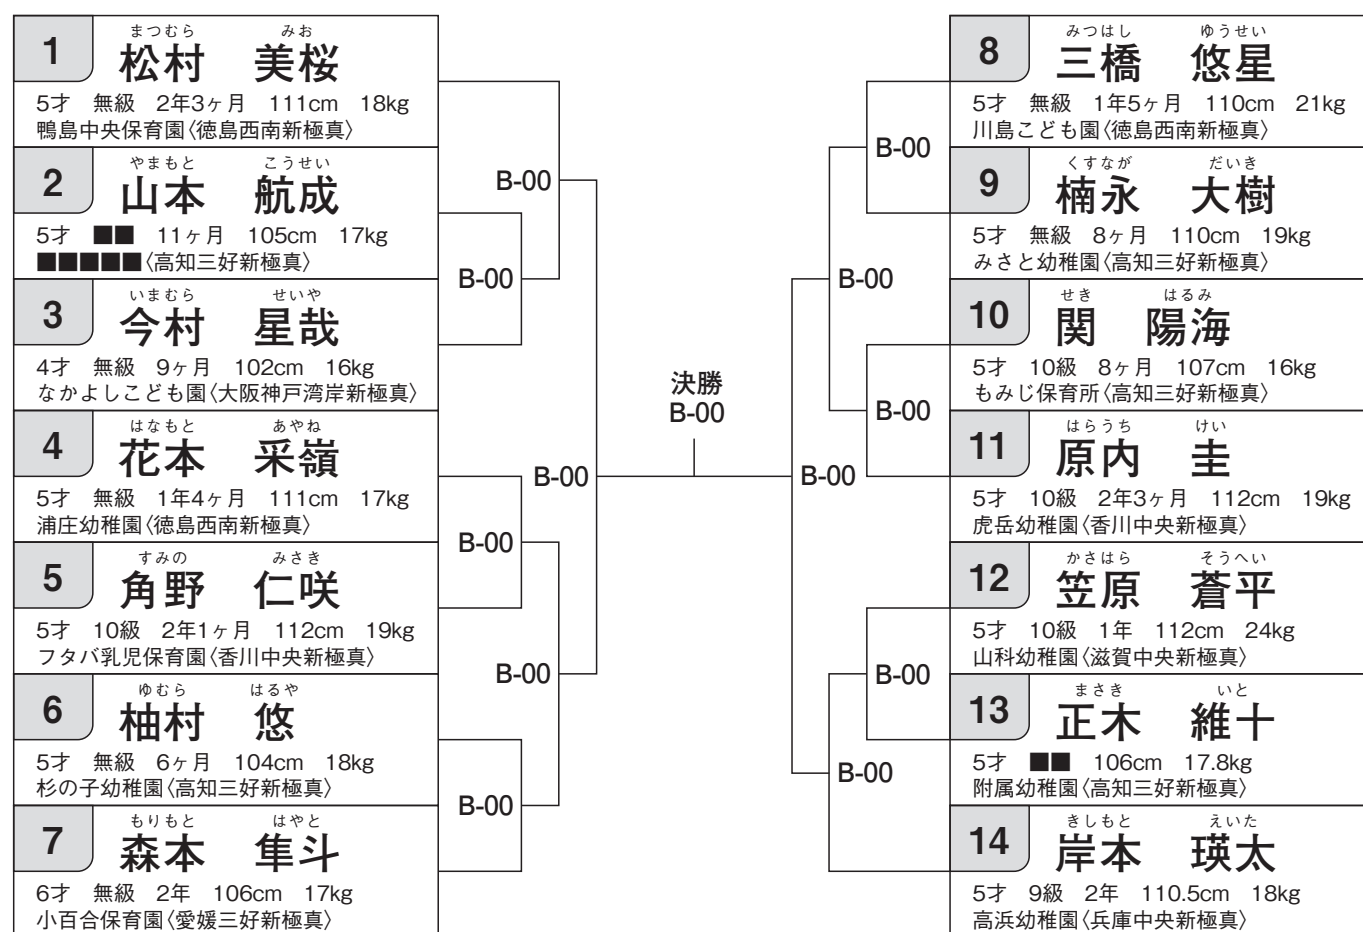 1
まつむら　みお
松村　美桜
5才　無級　2年3ヶ月　111cm　18kg
鴨島中央保育園〈徳島西南新極真〉
2
やまもと　こうせい
山本　航成
5才　■■　11ヶ月　105cm　17kg
■■■■■〈高知三好新極真〉
3
いまむら　せいや
今村　星哉
4才　無級　9ヶ月　102cm　16kg
なかよしこども園〈大阪神戸湾岸新極真〉
4
はなもと　あやね
花本　采嶺
5才　無級　1年4ヶ月　111cm　17kg
浦庄幼稚園〈徳島西南新極真〉
5
すみの　みさき
角野　仁咲
5才　10級　2年1ヶ月　112cm　19kg
フタバ乳児保育園〈香川中央新極真〉
6
ゆむら　はるや
柚村　悠
5才　無級　6ヶ月　104cm　18kg
杉の子幼稚園〈高知三好新極真〉
7
もりもと　はやと
森本　隼斗
6才　無級　2年　106cm　17kg
小百合保育園〈愛媛三好新極真〉
B-00
B-00
B-00
B-00
B-00
B-00
決勝
B-00
B-00
B-00
B-00
B-00
B-00
B-00
8
みつはし　ゆうせい
三橋　悠星
5才　無級　1年5ヶ月　110cm　21kg
川島こども園〈徳島西南新極真〉
9
くすなが　だいき
楠永　大樹
5才　無級　8ヶ月　110cm　19kg
みさと幼稚園〈高知三好新極真〉
10
せき　はるみ
関　陽海
5才　10級　8ヶ月　107cm　16kg
もみじ保育所〈高知三好新極真〉
11
はらうち　けい
原内　圭
5才　10級　2年3ヶ月　112cm　19kg
虎岳幼稚園〈香川中央新極真〉
12
かさはら　そうへい
笠原　蒼平
5才　10級　1年　112cm　24kg
山科幼稚園〈滋賀中央新極真〉
13
まさき　いと
正木　維十
5才　■■　106cm　17.8kg
附属幼稚園〈高知三好新極真〉
14
きしもと　えいた
岸本　瑛太
5才　9級　2年　110.5cm　18kg
高浜幼稚園〈兵庫中央新極真〉